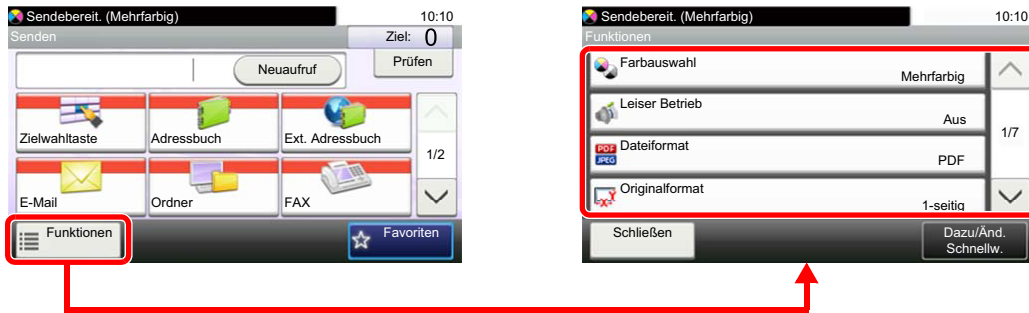 Sendebereit. (Mehrfarbig)
10:10
Senden
Ziel: 0
Neuaufruf
Prüfen
Zielwahltaste
Adressbuch
Ext. Adressbuch
1/2
E-Mail
Ordner
FAX
Funktionen
Favoriten
Sendebereit. (Mehrfarbig)
10:10
Funktionen
Farbauswahl
Mehrfarbig
Leiser Betrieb
Aus
1/7
PDF
JPEG
Dateiformat
PDF
Originalformat
1-seitig
Schließen
Dazu/Änd.
Schnellw.